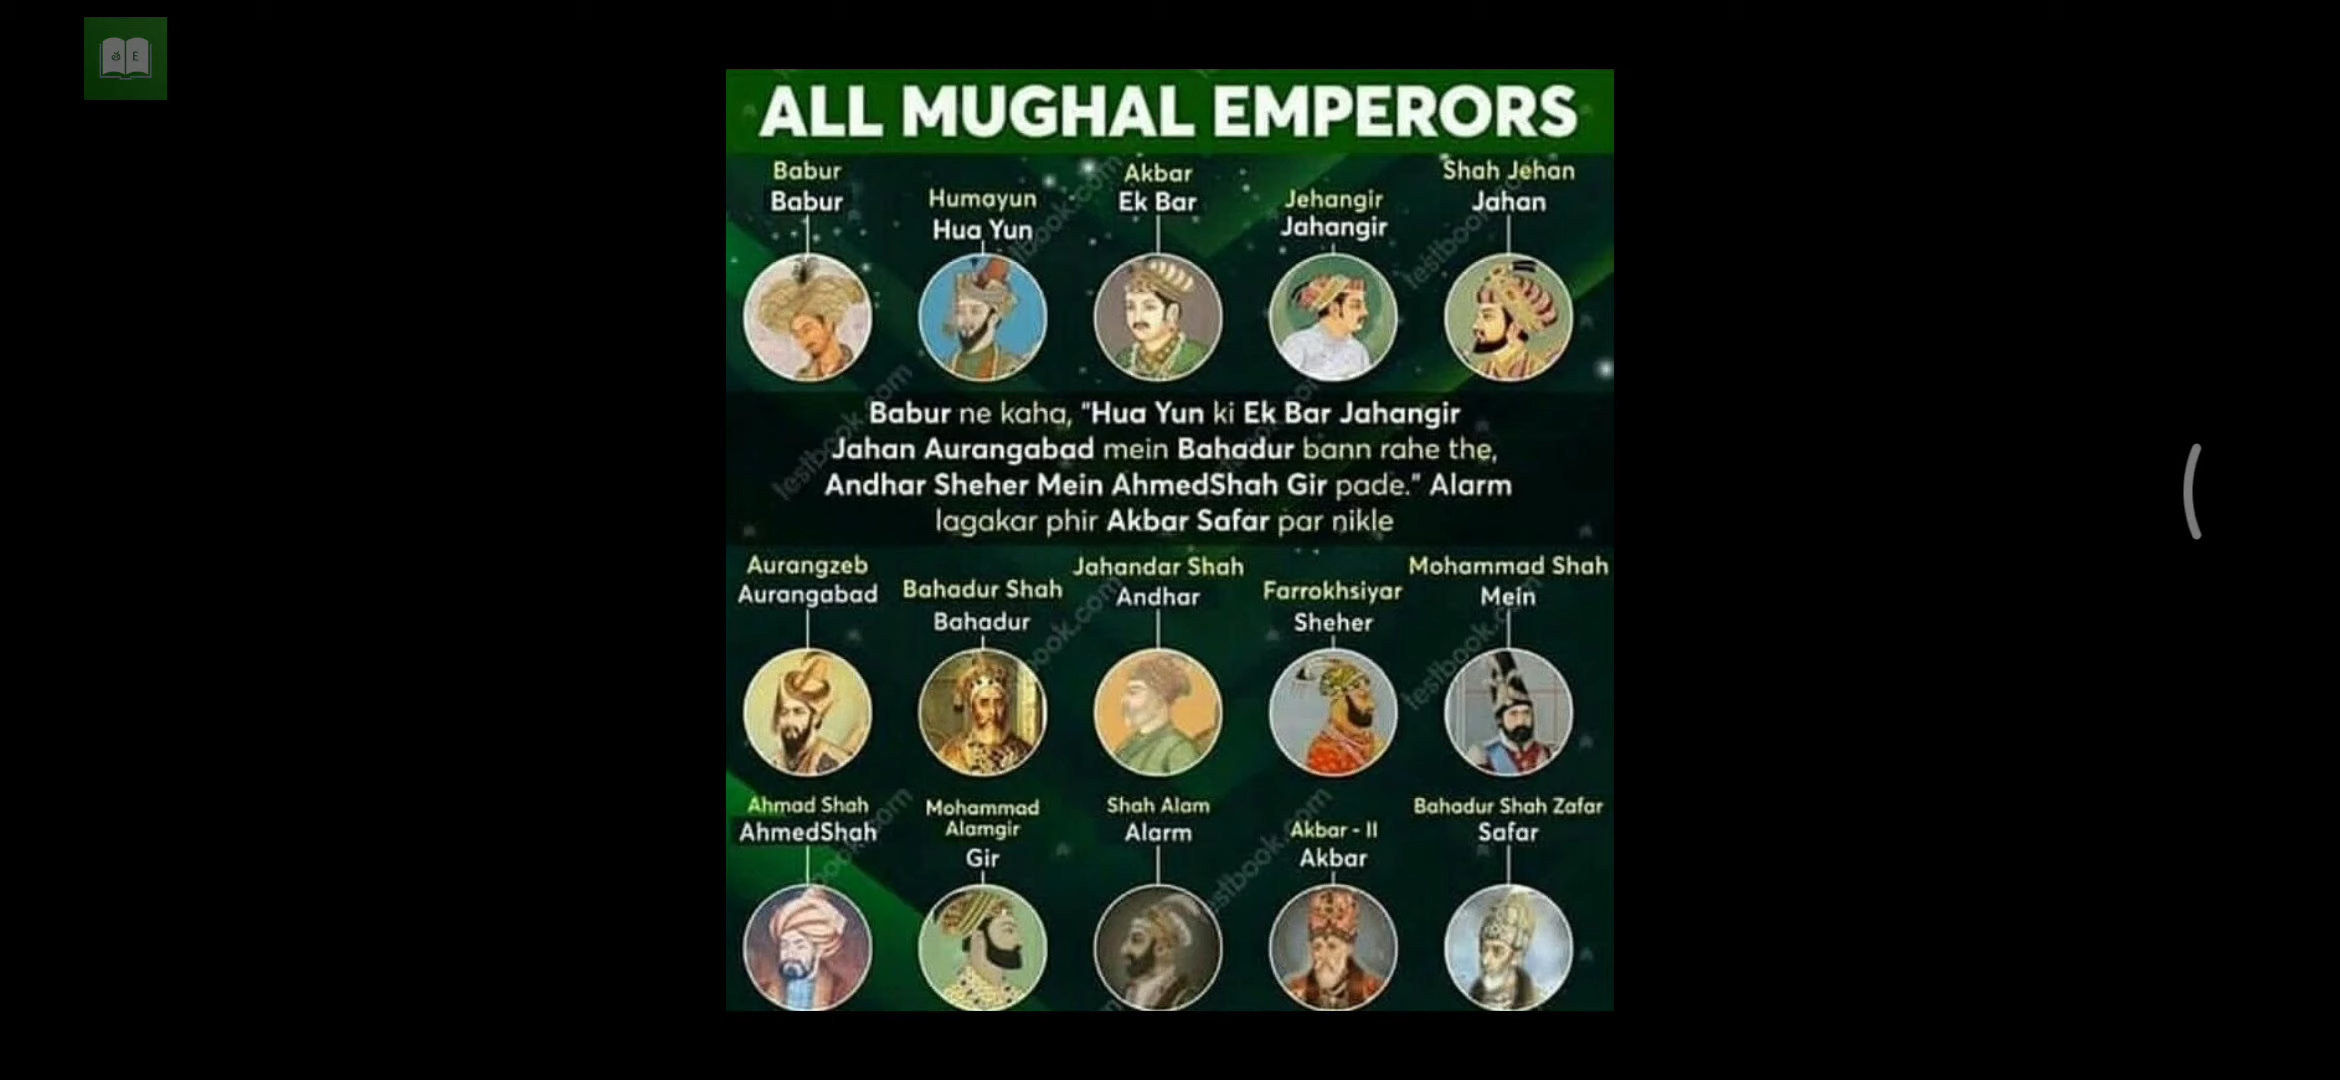 ALL MUGHAL EMPERORS
Babur
Babur
Humayun
Hua Yun
Akbar
Ek Bar
Jehangir
Jahangir
Shah Jehan
Jahan
Babur ne kaha, "Hua Yun ki Ek Bar Jahangir
Jahan Aurangabad mein Bahadur bann rahe the,
Andhar Sheher Mein AhmedShah Gir pade." Alarm
lagakar phir Akbar Safar par nikle
Aurangzeb
Aurangabad
Bahadur Shah
Bahadur
Jahandar Shah
Andhar
Farrokhsiyar
Sheher
Mohammad Shah
Mein
Ahmad Shah
AhmedShah
Mohammad
Alamgir
Gir
Shah Alam
Alarm
Akbar - II
Akbar
Bahadur Shah Zafar
Safar
testbook.com